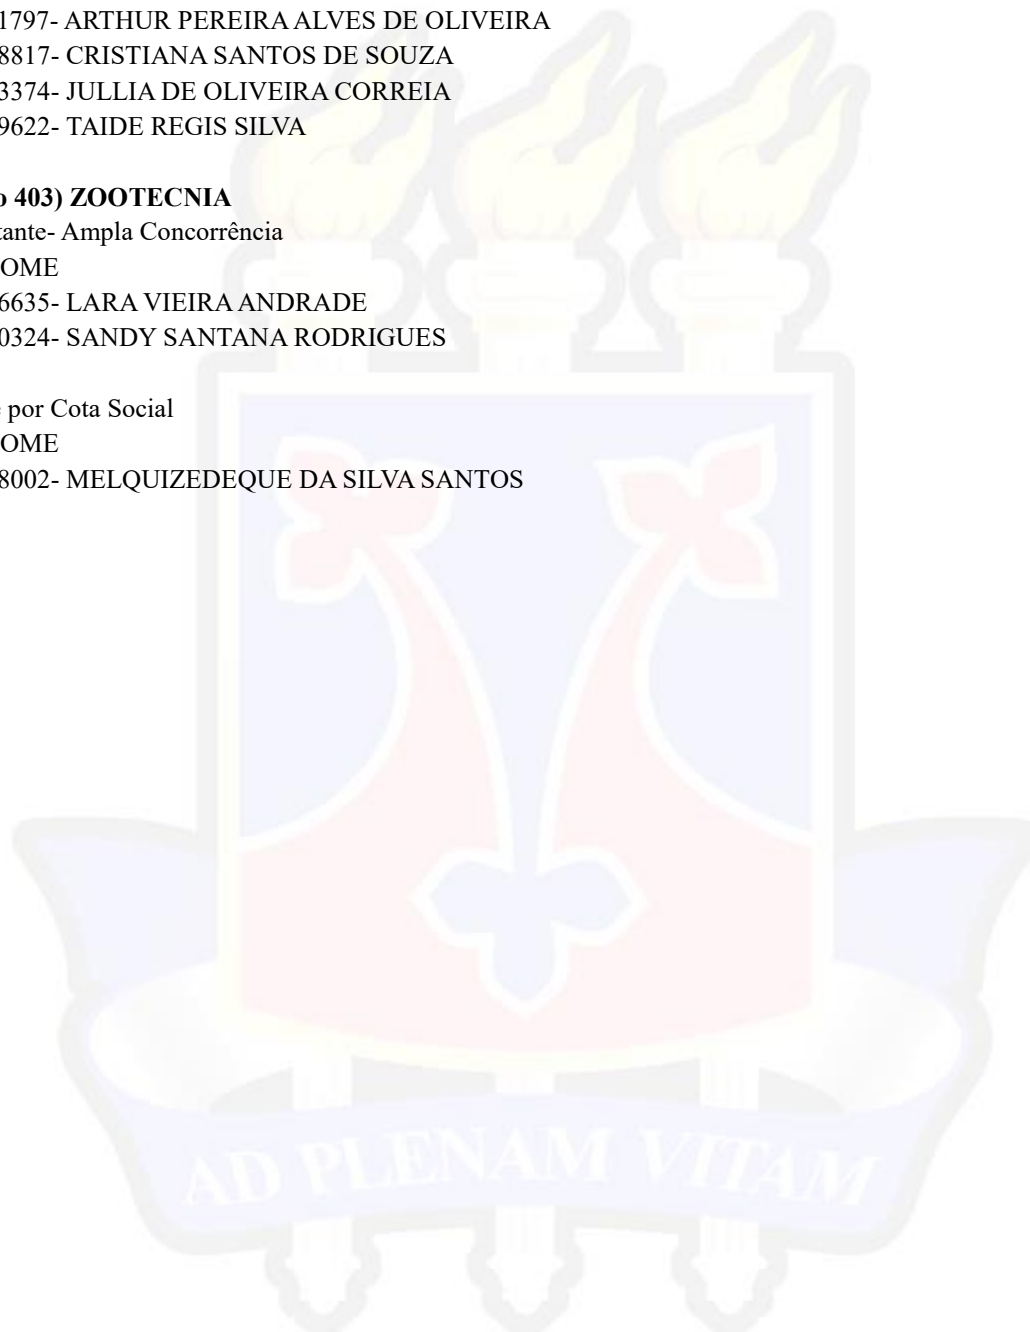 1797- ARTHUR PEREIRA ALVES DE OLIVEIRA
8817- CRISTIANA SANTOS DE SOUZA
3374- JULLIA DE OLIVEIRA CORREIA
9622- TAIDE REGIS SILVA
o 403) ZOOTECNIA
tante- Ampla Concorrência
OME
6635- LARA VIEIRA ANDRADE
0324- SANDY SANTANA RODRIGUES
por Cota Social
OME
8002- MELQUIZEDEQUE DA SILVA SANTOS
AD PLENAM VITAM